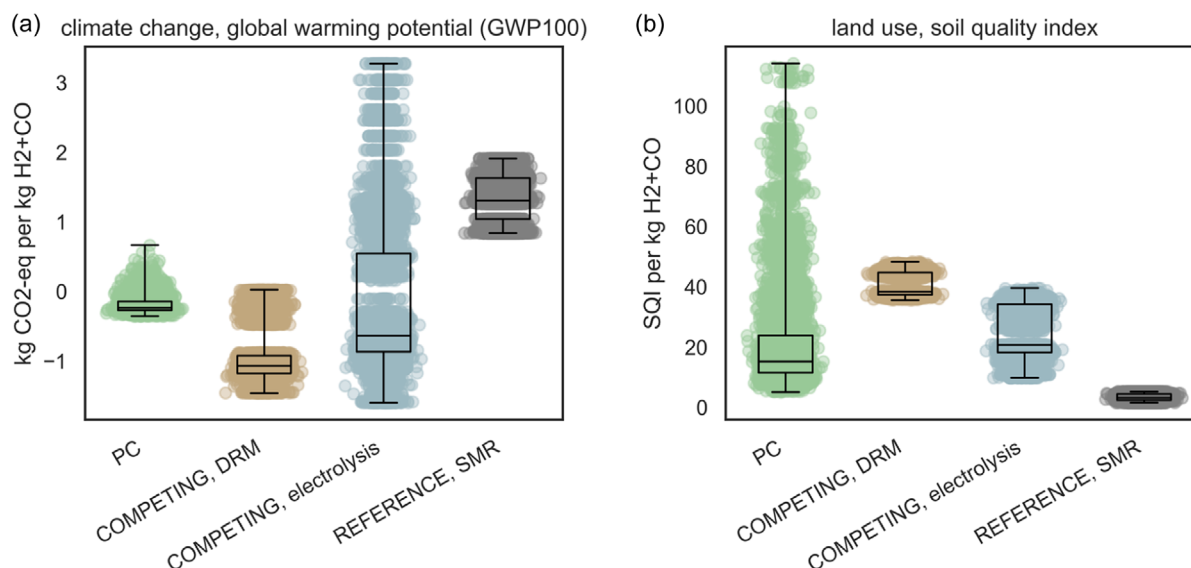 (a) climate change, global warming potential (GWP100)
kg CO2-eq per kg H2+CO
3
2
1
0
−1
PC
COMPETING, DRM
COMPETING, electrolysis
REFERENCE, SMR
(b) land use, soil quality index
SQI per kg H2+CO
100
80
60
40
20
0
PC
COMPETING, DRM
COMPETING, electrolysis
REFERENCE, SMR